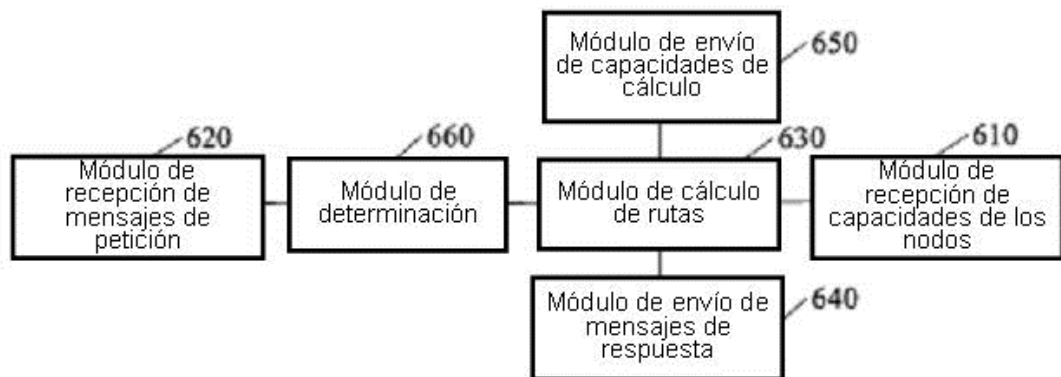 Módulo de envío
de capacidades de
cálculo
650
620
Módulo de
recepción de
mensajes de
petición
660
Módulo de
determinación
630
Módulo de cálculo
de rutas
610
Módulo de
recepción de
capacidades de los
nodos
Módulo de envío de
mensajes de
respuesta
640